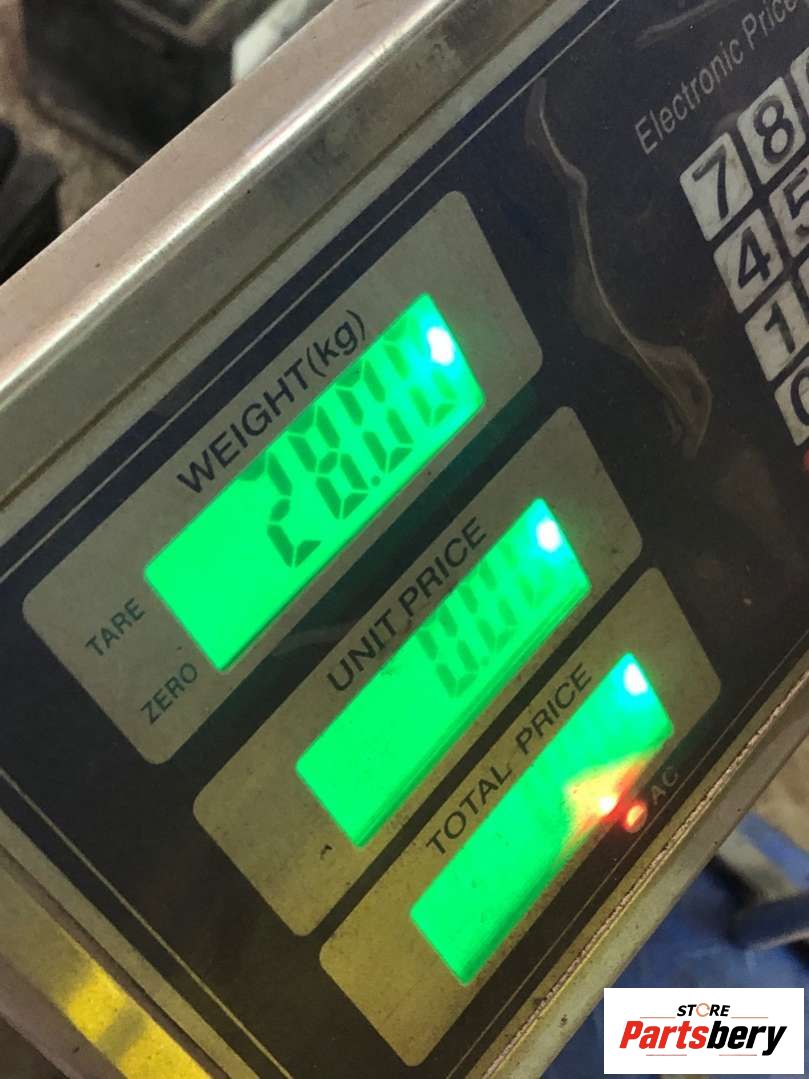 Electronic Price
7 8
4 5
1
0
WEIGHT(kg)
28.00
TARE
ZERO
UNIT PRICE
0.00
TOTAL PRICE
AC
STORE
Partsbery